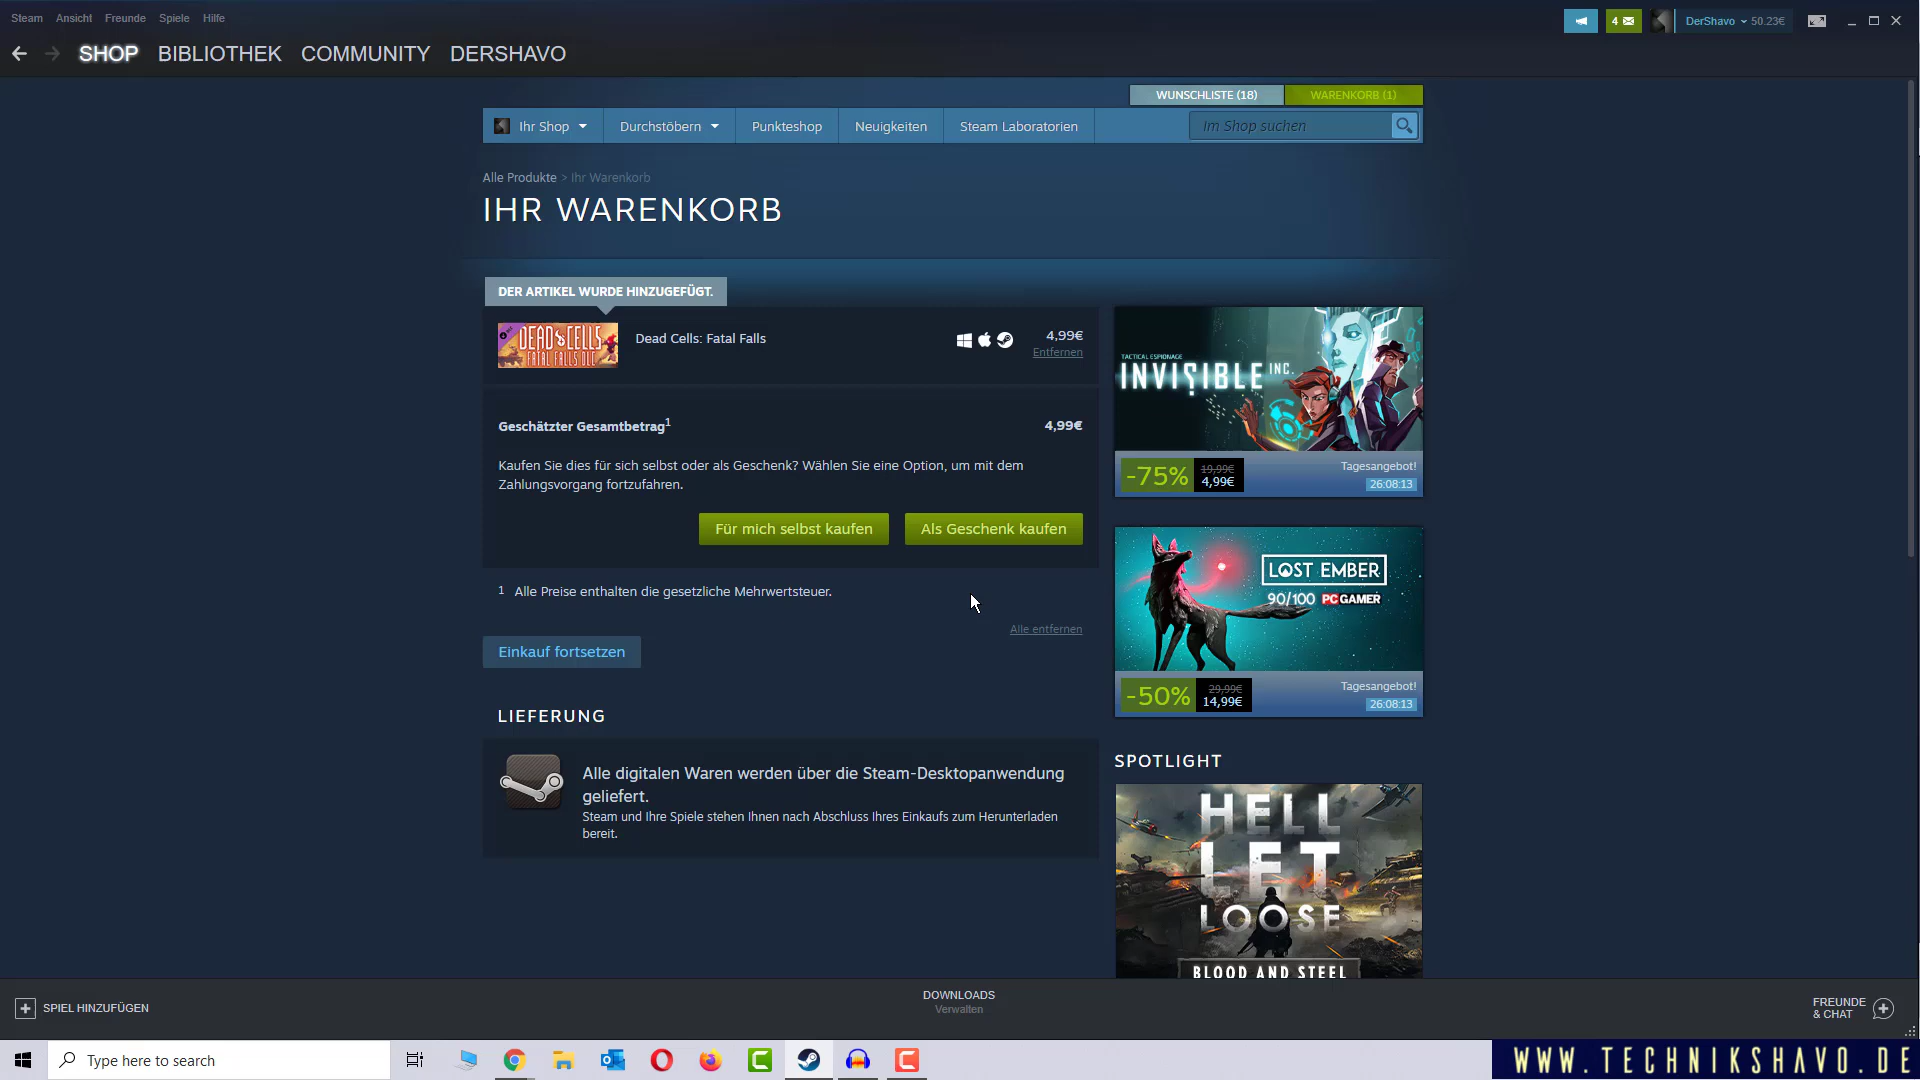 Steam Ansicht Freunde Spiele Hilfe
4
DerShavo 50.23€
SHOP BIBLIOTHEK COMMUNITY DERSHAVO
WUNSCHLISTE (18) WARENKORB (1)
Ihr Shop Durchstöbern Punkteshop Neuigkeiten Steam Laboratorien Im Shop suchen
Alle Produkte > Ihr Warenkorb
IHR WARENKORB
DER ARTIKEL WURDE HINZUGEFÜGT.
DEAD CELLS
FATAL FALLS DLC
Dead Cells: Fatal Falls
4,99€
Entfernen
Geschätzter Gesamtbetrag¹ 4,99€
Kaufen Sie dies für sich selbst oder als Geschenk? Wählen Sie eine Option, um mit dem
Zahlungsvorgang fortzufahren.
Für mich selbst kaufen Als Geschenk kaufen
1 Alle Preise enthalten die gesetzliche Mehrwertsteuer.
Alle entfernen
Einkauf fortsetzen
LIEFERUNG
Alle digitalen Waren werden über die Steam-Desktopanwendung
geliefert.
Steam und Ihre Spiele stehen Ihnen nach Abschluss Ihres Einkaufs zum Herunterladen
bereit.
TACTICAL ESPIONAGE
INVISIBLE INC.
-75% 19,99€ 4,99€
Tagesangebot!
26:08:13
LOST EMBER
90/100 PC GAMER
-50% 29,99€ 14,99€
Tagesangebot!
26:08:13
SPOTLIGHT
HELL
LET
LOOSE
BLOOD AND STEEL
SPIEL HINZUFÜGEN
DOWNLOADS
Verwalten
FREUNDE
& CHAT
Type here to search
WWW.TECHNIKSHAVO.DE